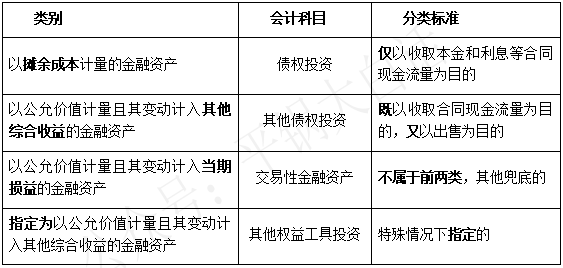 类别 会计科目 分类标准
以摊余成本计量的金融资产 债权投资 仅以收取本金和利息等合同
现金流量为目的
以公允价值计量且其变动计入其他
综合收益的金融资产 其他债权投资 既以收取合同现金流量为目
的，又以出售为目的
以公允价值计量且其变动计入当期
损益的金融资产 交易性金融资产 不属于前两类，其他兜底的
指定为以公允价值计量且其变动计
入其他综合收益的金融资产 其他权益工具投资 特殊情况下指定的